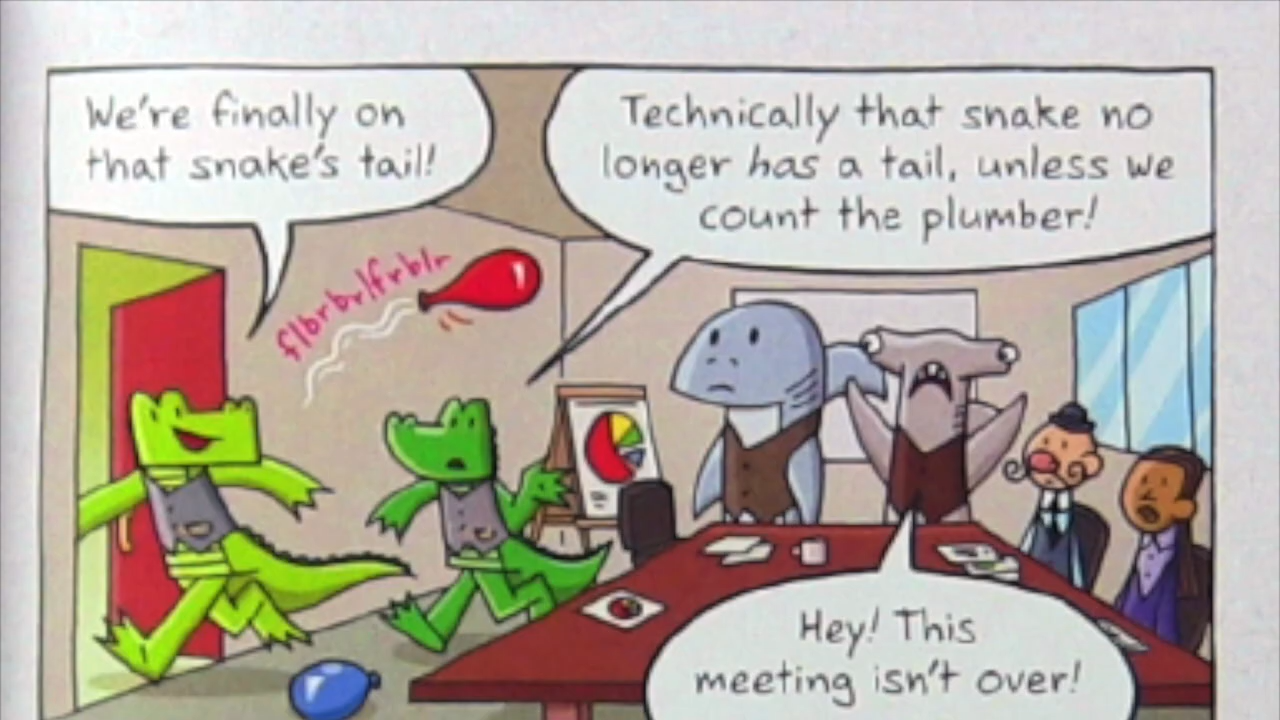 We're finally on
that snake's tail!
Technically that snake no
longer has a tail, unless we
count the plumber!
flbrbrlfrblr
Hey! This
meeting isn't over!